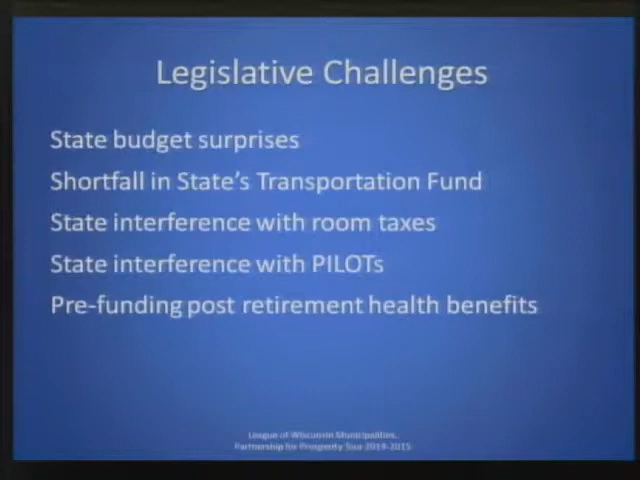 Legislative Challenges
State budget surprises
Shortfall in State's Transportation Fund
State interference with room taxes
State interference with PILOTs
Pre-funding post retirement health benefits
League of Wisconsin Municipalities,
Partnership for Prosperity Tour 2014-2015